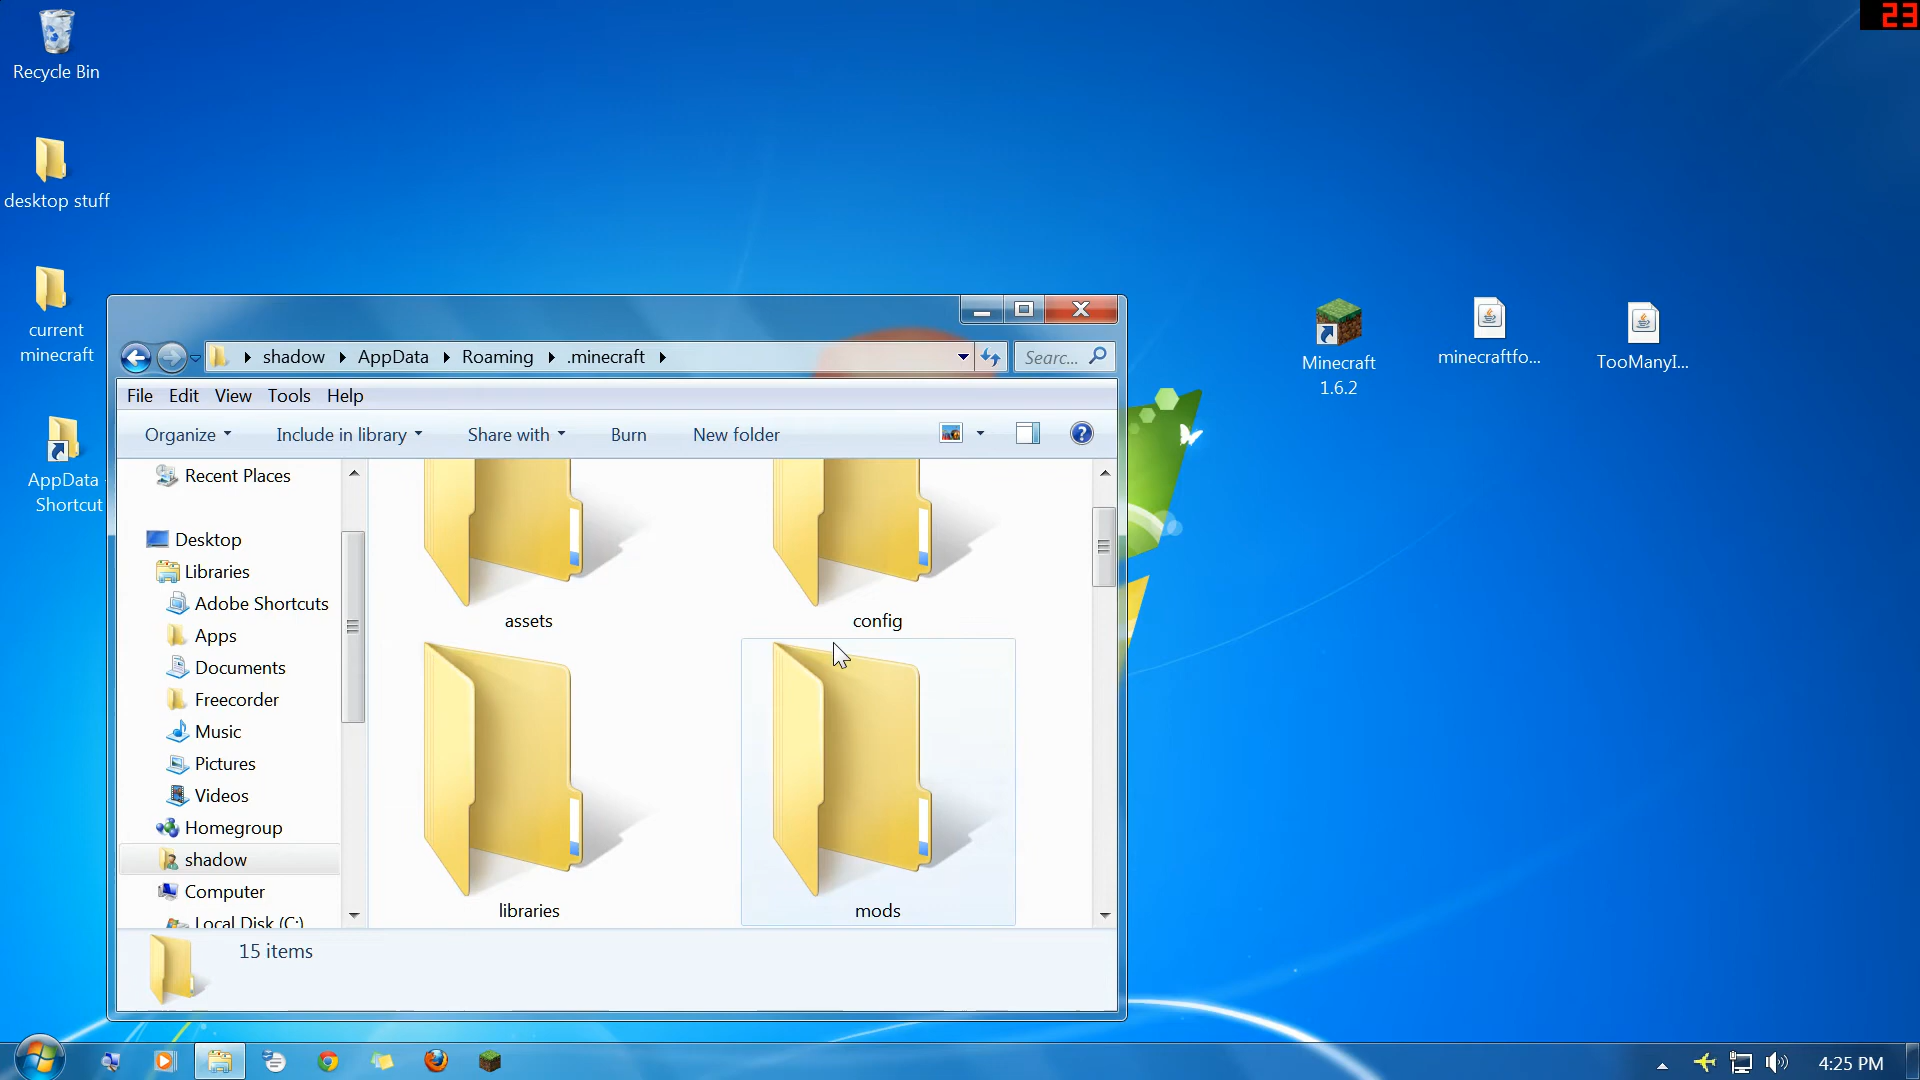 23
Recycle Bin
desktop stuff
current
minecraft
AppData -
Shortcut
shadow
AppData
Roaming
.minecraft
Searc...
File
Edit
View
Tools
Help
Organize
Include in library
Share with
Burn
New folder
Recent Places
Desktop
Libraries
Adobe Shortcuts
Apps
Documents
Freecorder
Music
Pictures
Videos
Homegroup
shadow
Computer
Local Disk (C:)
assets
config
libraries
mods
15 items
Minecraft
1.6.2
minecraftfo...
TooManyI...
4:25 PM